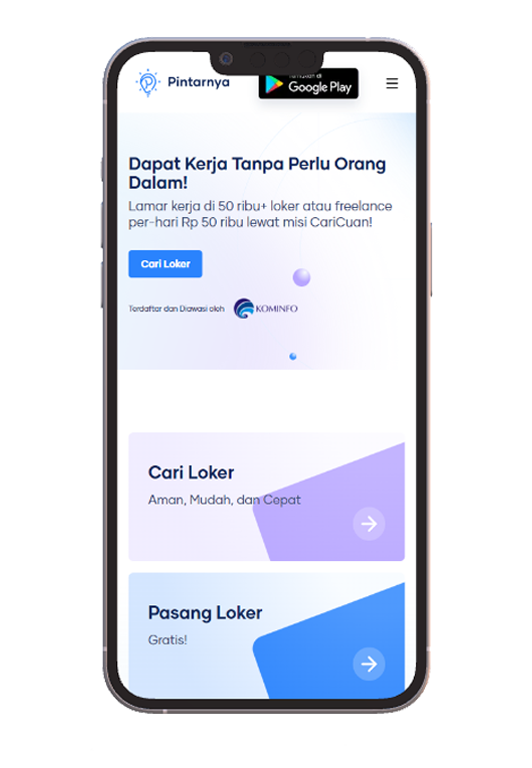 Pintarnya
Google Play
Dapat Kerja Tanpa Perlu Orang
Dalam!
Lamar kerja di 50 ribu+ loker atau freelance
per-hari Rp 50 ribu lewat misi CariCuan!
Cari Loker
Terdaftar dan Diawasi oleh KOMINFO
Cari Loker
Aman, Mudah, dan Cepat
Pasang Loker
Gratis!